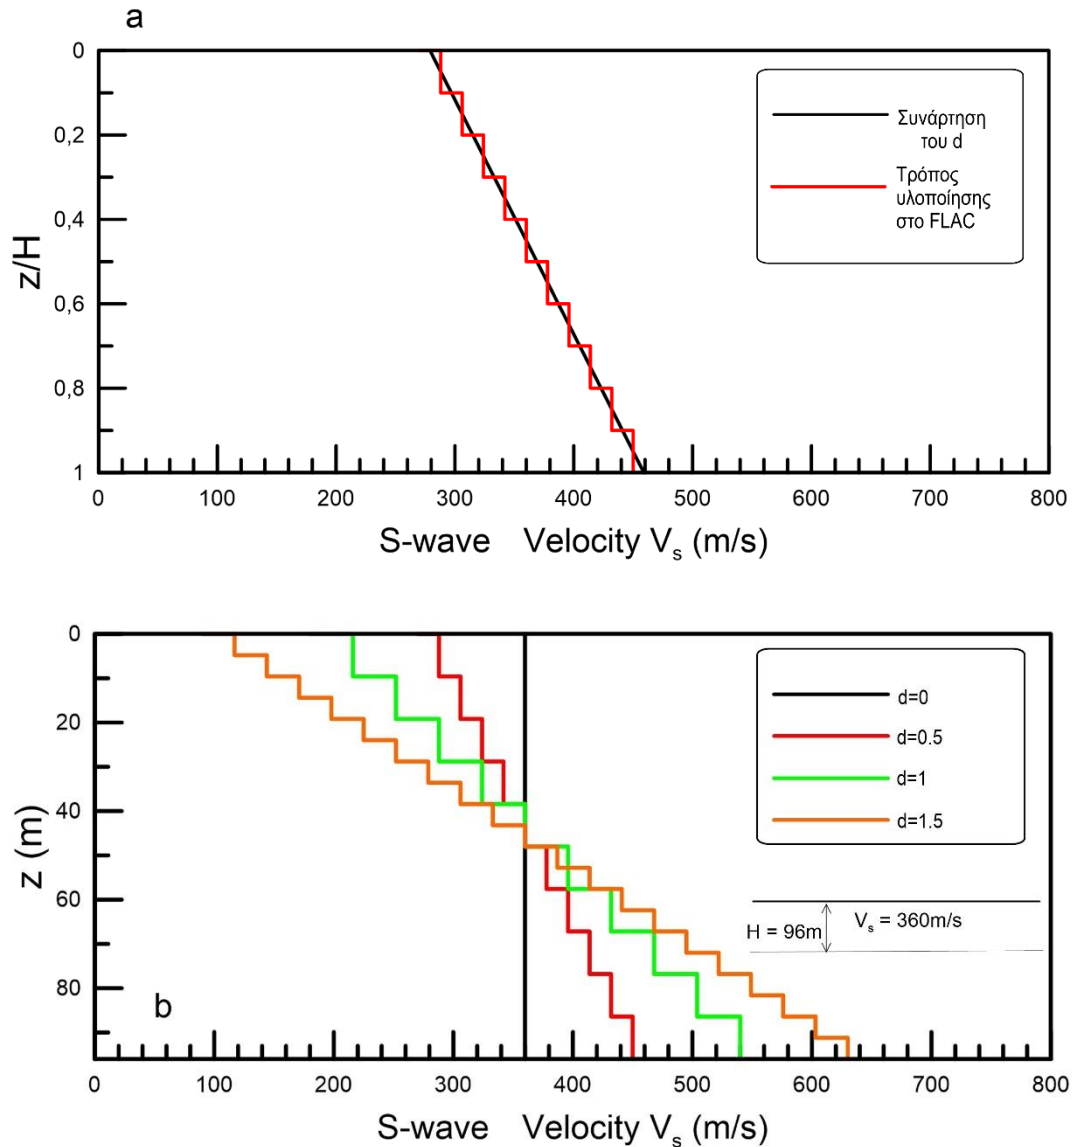 a
0
0,2
0,4
0,6
0,8
1
z/H
0 100 200 300 400 500 600 700 800
S-wave Velocity Vs (m/s)
Συνάρτηση
του d
Τρόπος
υλοποίησης
στο FLAC
0
20
40
60
80
z (m)
b
0 100 200 300 400 500 600 700 800
S-wave Velocity Vs (m/s)
d=0
d=0.5
d=1
d=1.5
H = 96m
Vs = 360m/s